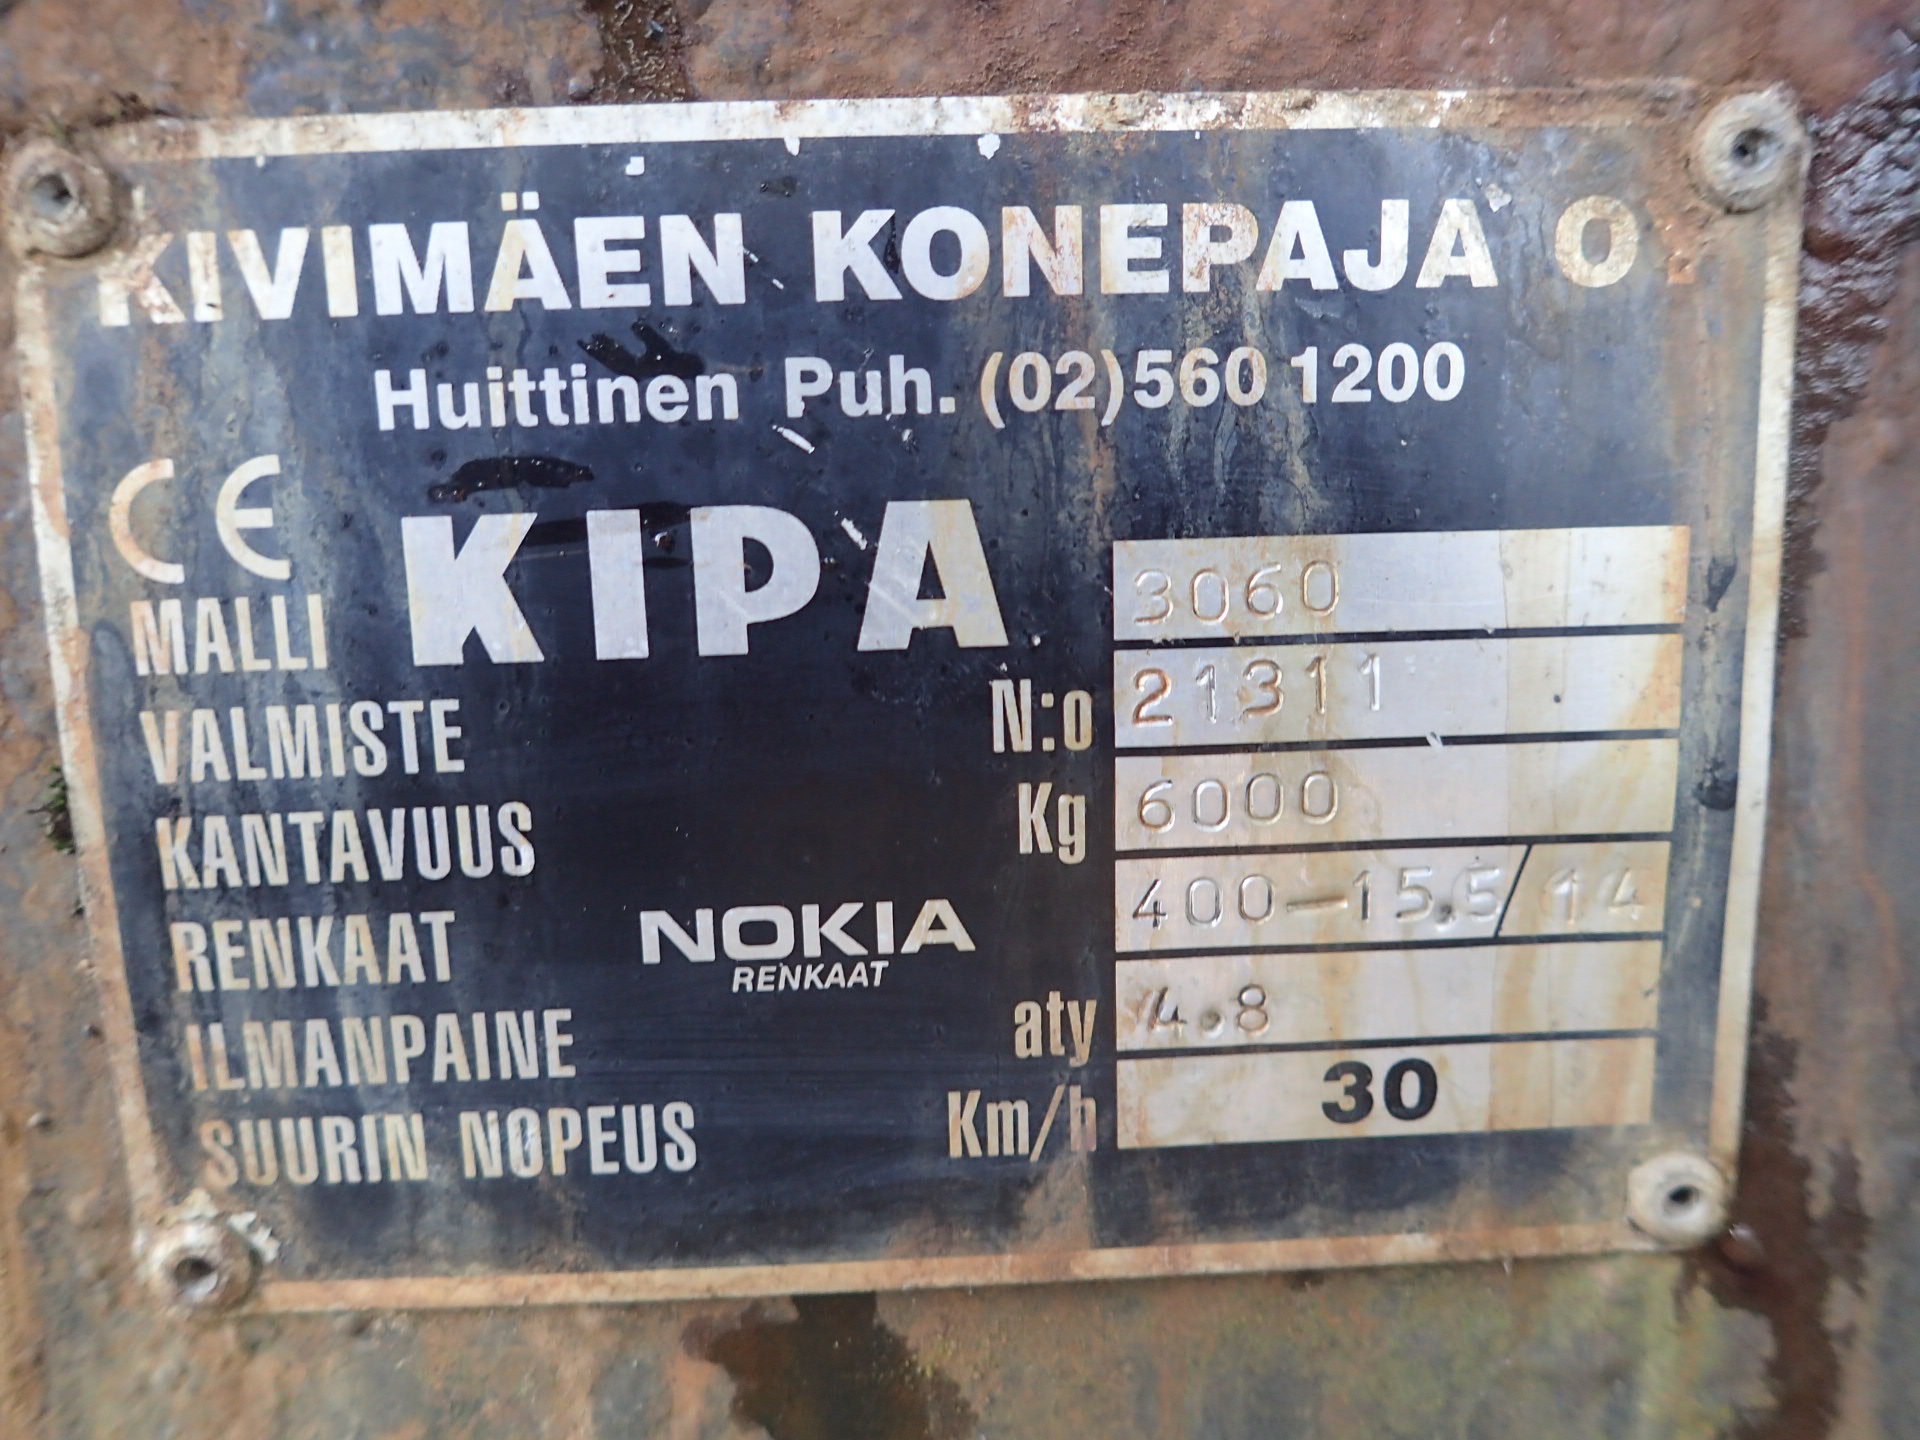 KIVIMÄEN KONEPAJA O
Huittinen Puh. (02)560 1200
CE
MALLI KIPA 3060
VALMISTE N:o 21311
KANTAVUUS Kg 6000
RENKAAT NOKIA RENKAAT 400-15.5/14
ILMANPAINE aty 4.8
SUURIN NOPEUS Km/h 30